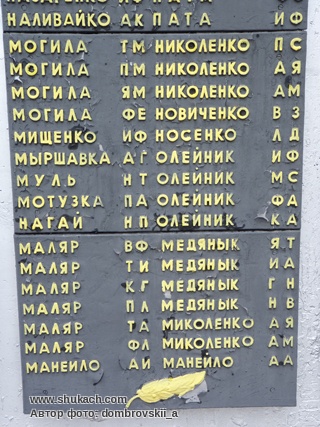 НАЛИВАЙКО АК ПАТА ИФ
МОГИЛА ТМ НИКОЛЕНКО ПС
МОГИЛА ПМ НИКОЛЕНКО АЯ
МОГИЛА ЯМ НИКОЛЕНКО АМ
МОГИЛА ФЕ НОВИЧЕНКО ВЗ
МИЩЕНКО ИФ НОСЕНКО ЛД
МЫРШАВКА АГ ОЛЕЙНИК ИФ
МУЛЬ НТ ОЛЕЙНИК МС
МОТУЗКА ПА ОЛЕЙНИК ФА
НАГАЙ НП ОЛЕЙНИК КА
МАЛЯР ВФ МЕДЯНЫК ЯТ
МАЛЯР ТИ МЕДЯНЫК ИА
МАЛЯР КГ МЕДЯНЫК ГН
МАЛЯР ПЛ МЕДЯНЫК НВ
МАЛЯР ТА МИКОЛЕНКО АЯ
МАЛЯР ФЛ МИКОЛЕНКО АМ
МАНЕЙЛО АИ МАНЕЙЛО АА
www.shukach.com
Автор фото: dombrovskii_a